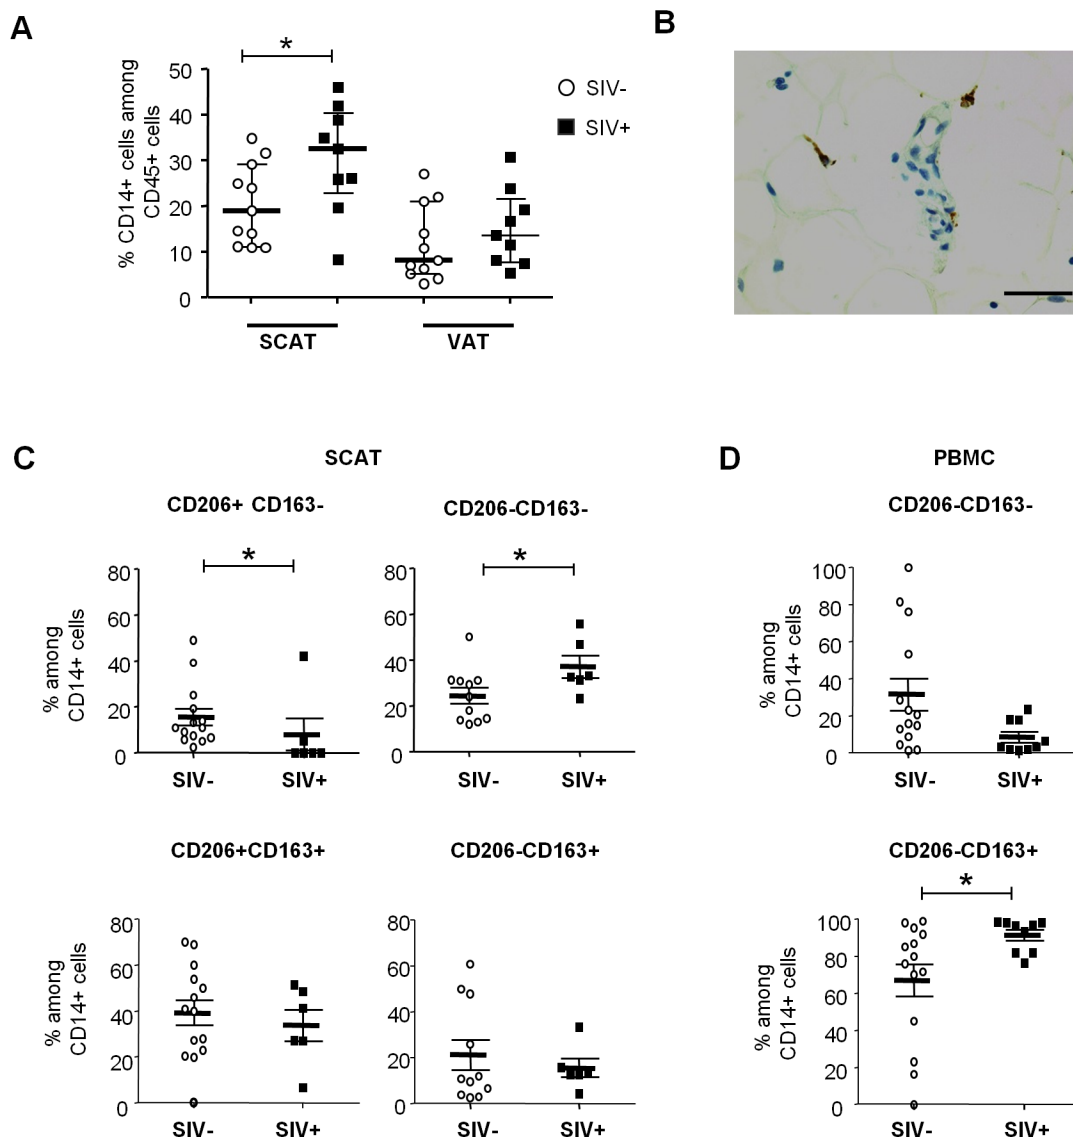 A
B
*
% CD14+ cells among
CD45+ cells
50
40
30
20
10
0
SIV-
SIV+
SCAT
VAT
C
SCAT
D
PBMC
CD206+ CD163-
CD206-CD163-
CD206-CD163-
*
*
% among
CD14+ cells
80
60
40
20
0
SIV-
SIV+
80
60
40
20
0
SIV-
SIV+
% among
CD14+ cells
100
80
60
40
20
0
SIV-
SIV+
CD206+CD163+
CD206-CD163+
CD206-CD163+
*
% among
CD14+ cells
80
60
40
20
0
SIV-
SIV+
80
60
40
20
0
SIV-
SIV+
% among
CD14+ cells
100
80
60
40
20
0
SIV-
SIV+